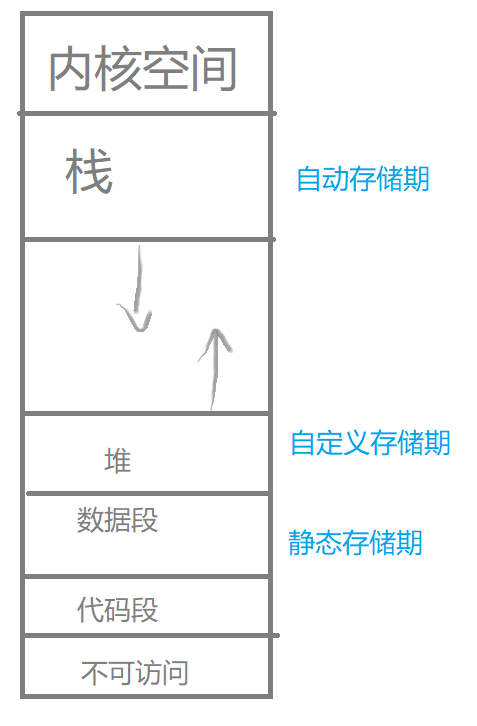 内核空间
栈
自动存储期
自定义存储期
堆
数据段
静态存储期
代码段
不可访问